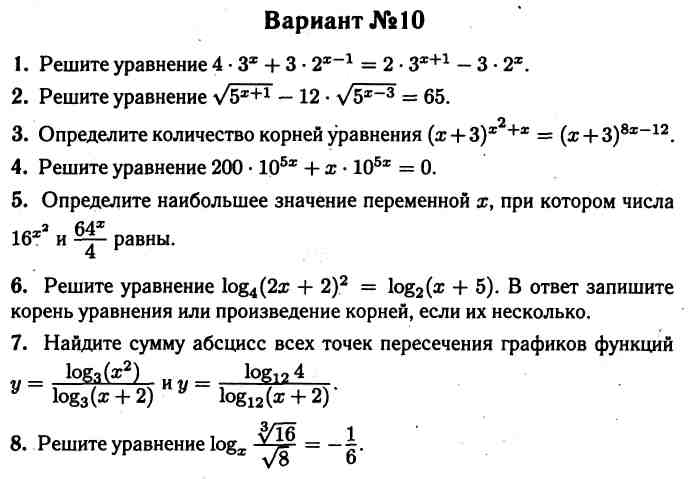 Вариант №10
1. Решите уравнение 4 · 3^x + 3 · 2^{x−1} = 2 · 3^{x+1} − 3 · 2^x.
2. Решите уравнение √(5^{x+1}) − 12 · √(5^{x−3}) = 65.
3. Определите количество корней уравнения (x+3)^{x^2+x} = (x+3)^{8x−12}.
4. Решите уравнение 200 · 10^{5x} + x · 10^{5x} = 0.
5. Определите наибольшее значение переменной x, при котором числа
16^{x^2} и 64^x/4 равны.
6. Решите уравнение log_4(2x + 2)^2 = log_2(x + 5). В ответ запишите
корень уравнения или произведение корней, если их несколько.
7. Найдите сумму абсцисс всех точек пересечения графиков функций
y = log_3(x^2)/log_3(x + 2) и y = log_12 4/log_12(x + 2).
8. Решите уравнение log_x ∛16/√8 = −1/6.